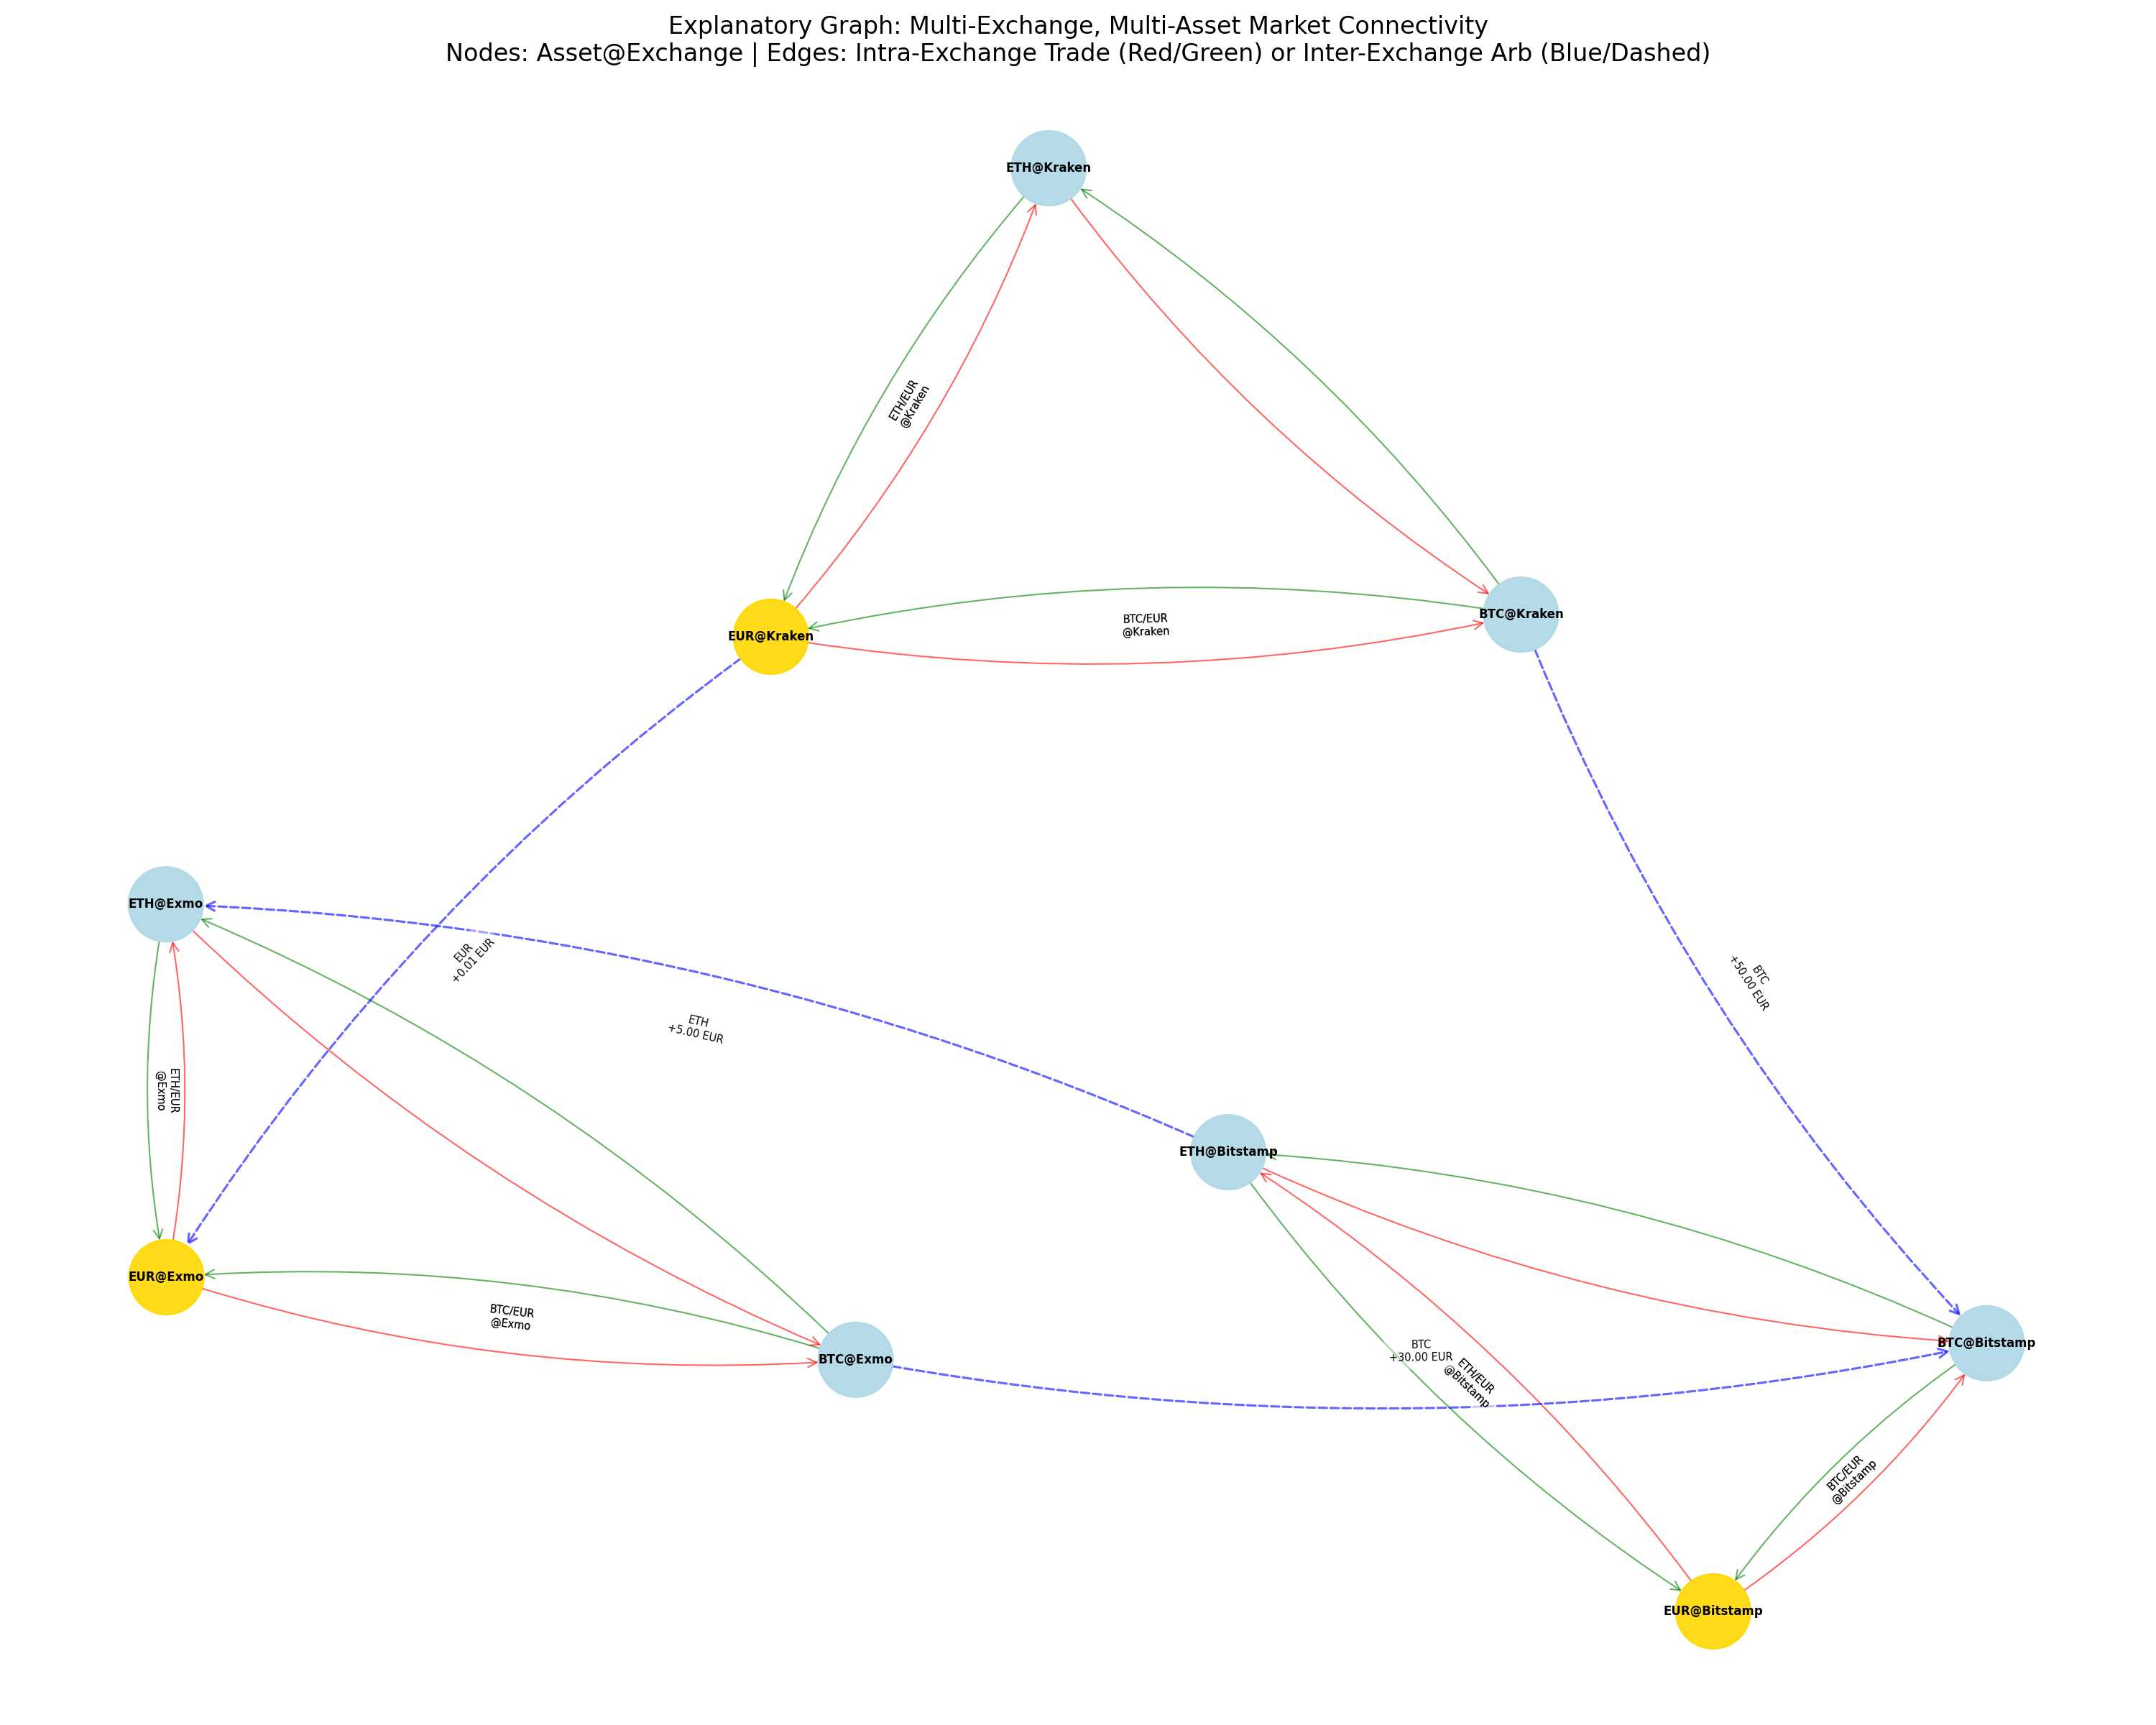 Explanatory Graph: Multi-Exchange, Multi-Asset Market Connectivity
Nodes: Asset@Exchange | Edges: Intra-Exchange Trade (Red/Green) or Inter-Exchange Arb (Blue/Dashed)
ETH@Kraken
ETH/EUR
@Kraken
EUR@Kraken
BTC/EUR
@Kraken
BTC@Kraken
ETH@Exmo
EUR
+0.01 EUR
BTC
+50.00 EUR
ETH
+5.00 EUR
ETH/EUR
@Exmo
ETH@Bitstamp
EUR@Exmo
BTC/EUR
@Exmo
BTC@Exmo
BTC
+30.00 EUR
ETH/EUR
@Bitstamp
BTC@Bitstamp
BTC/EUR
@Bitstamp
EUR@Bitstamp